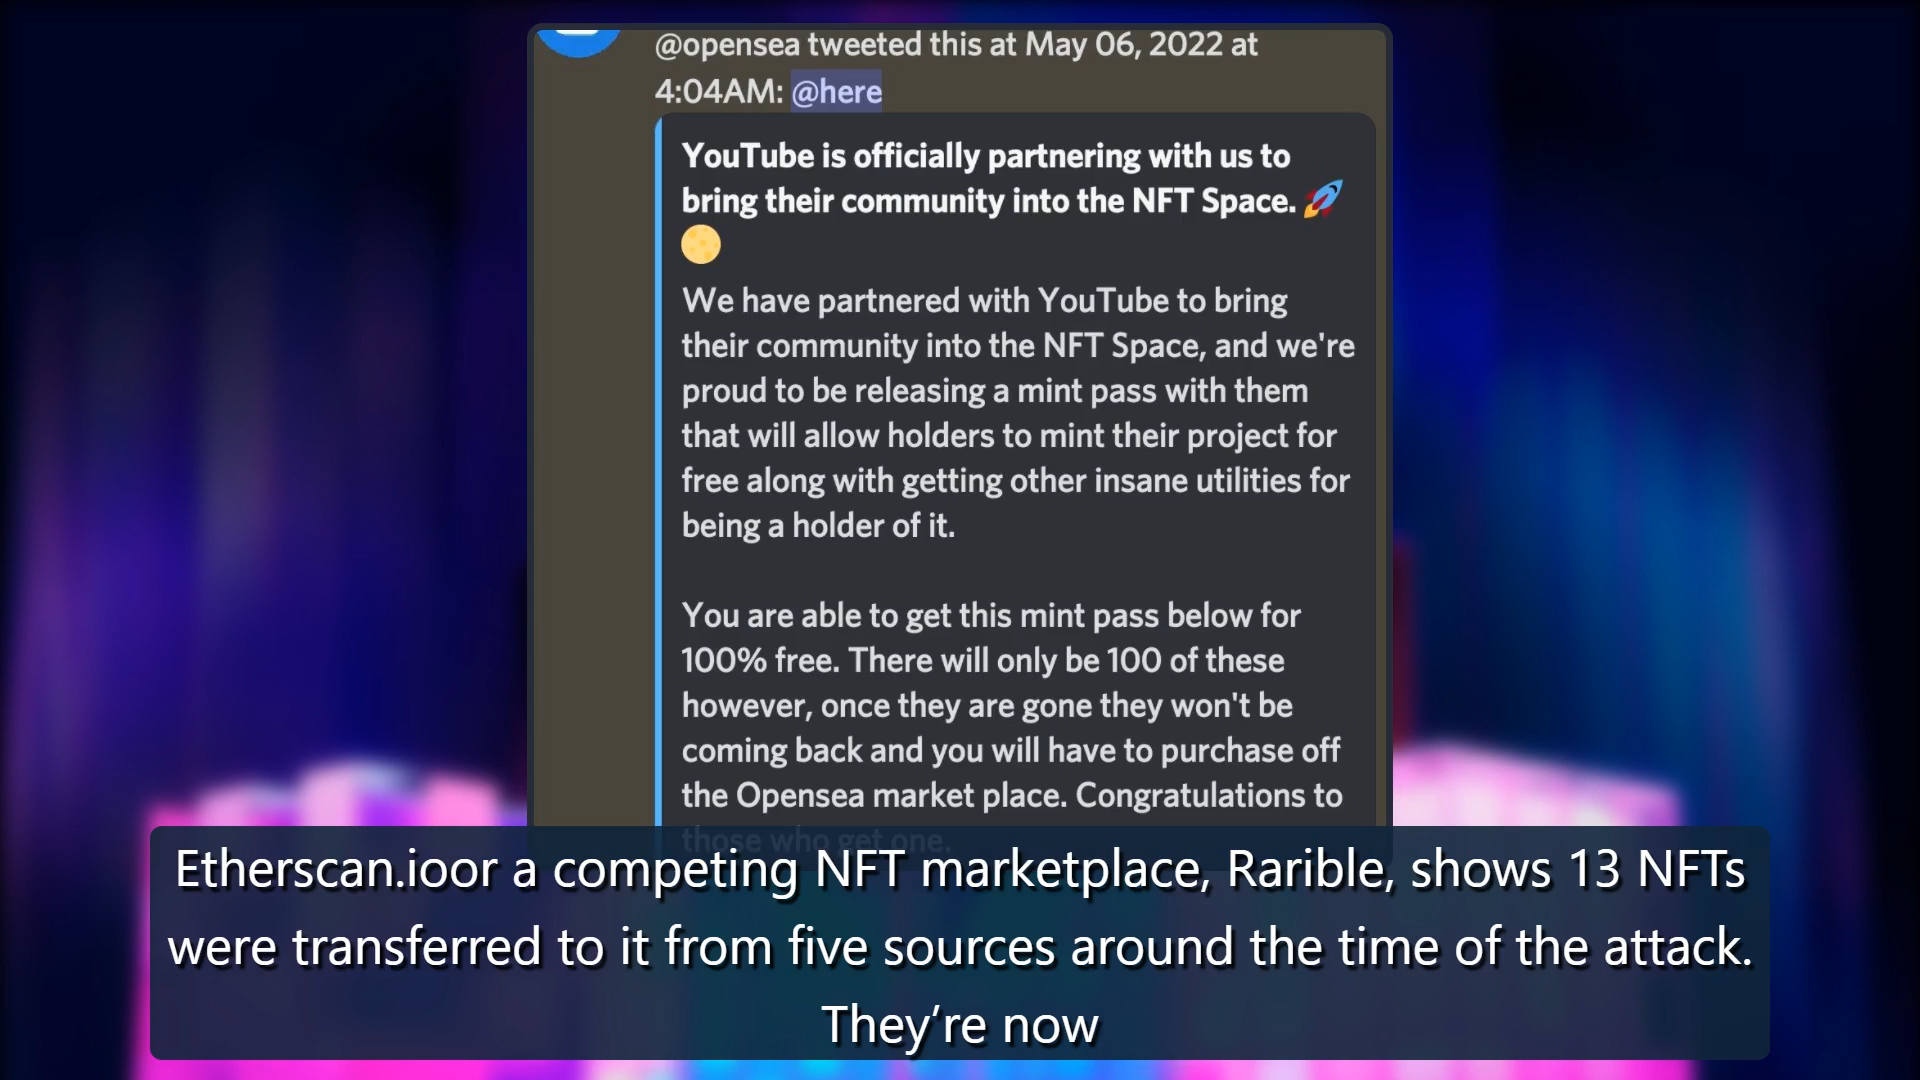 @opensea tweeted this at May 06, 2022 at
4:04AM: @here
YouTube is officially partnering with us to
bring their community into the NFT Space. 🚀
🌕
We have partnered with YouTube to bring
their community into the NFT Space, and we're
proud to be releasing a mint pass with them
that will allow holders to mint their project for
free along with getting other insane utilities for
being a holder of it.
You are able to get this mint pass below for
100% free. There will only be 100 of these
however, once they are gone they won't be
coming back and you will have to purchase off
the Opensea market place. Congratulations to
those who get one.
Etherscan.ioor a competing NFT marketplace, Rarible, shows 13 NFTs
were transferred to it from five sources around the time of the attack.
They’re now